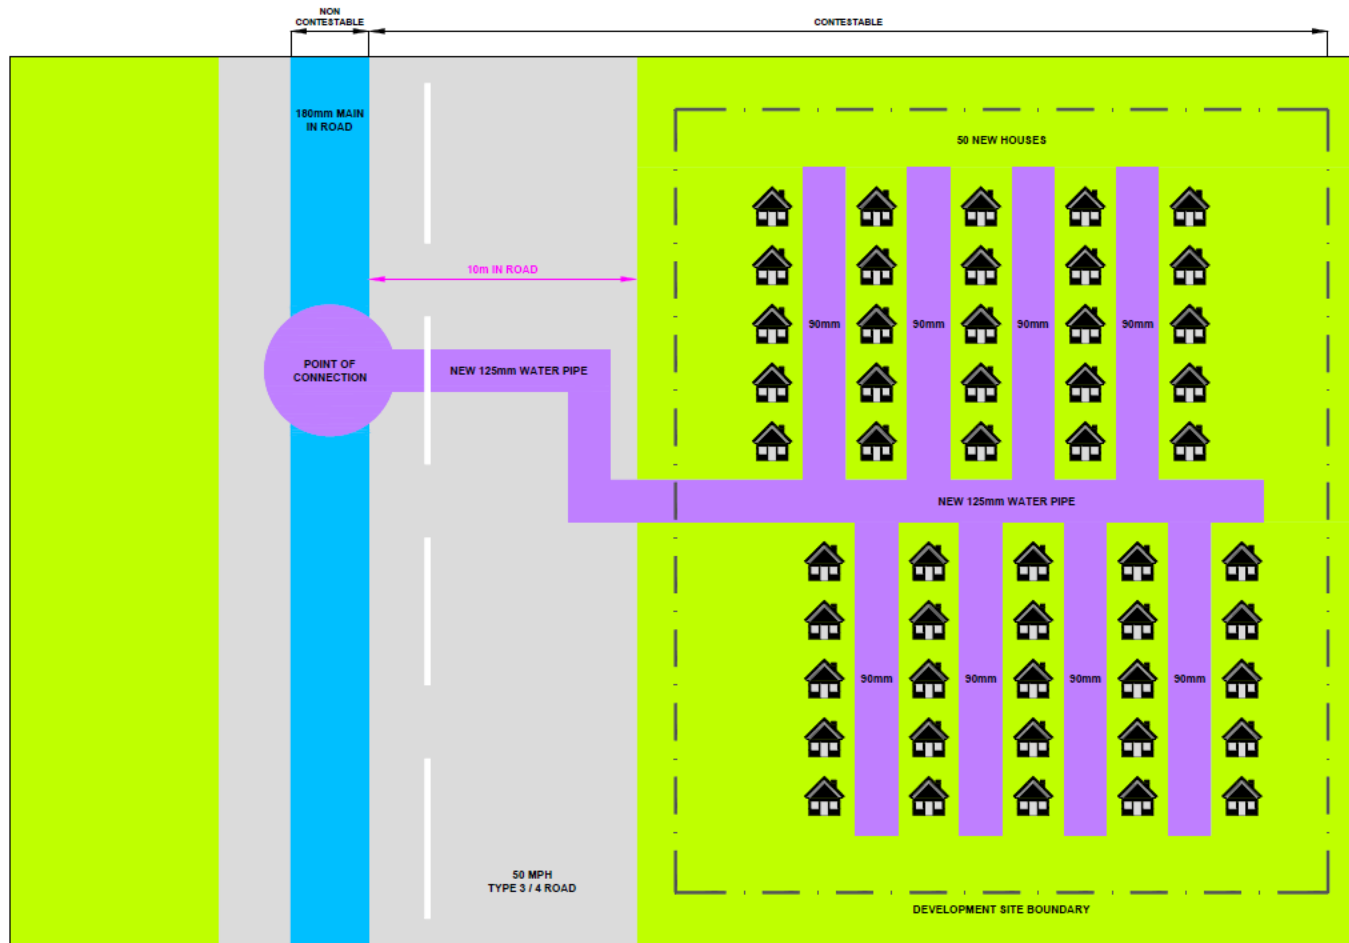 NON
CONTESTABLE
CONTESTABLE
180mm MAIN
IN ROAD
50 NEW HOUSES
10m IN ROAD
90mm
90mm
90mm
90mm
POINT OF
CONNECTION
NEW 125mm WATER PIPE
NEW 125mm WATER PIPE
90mm
90mm
90mm
90mm
50 MPH
TYPE 3 / 4 ROAD
DEVELOPMENT SITE BOUNDARY